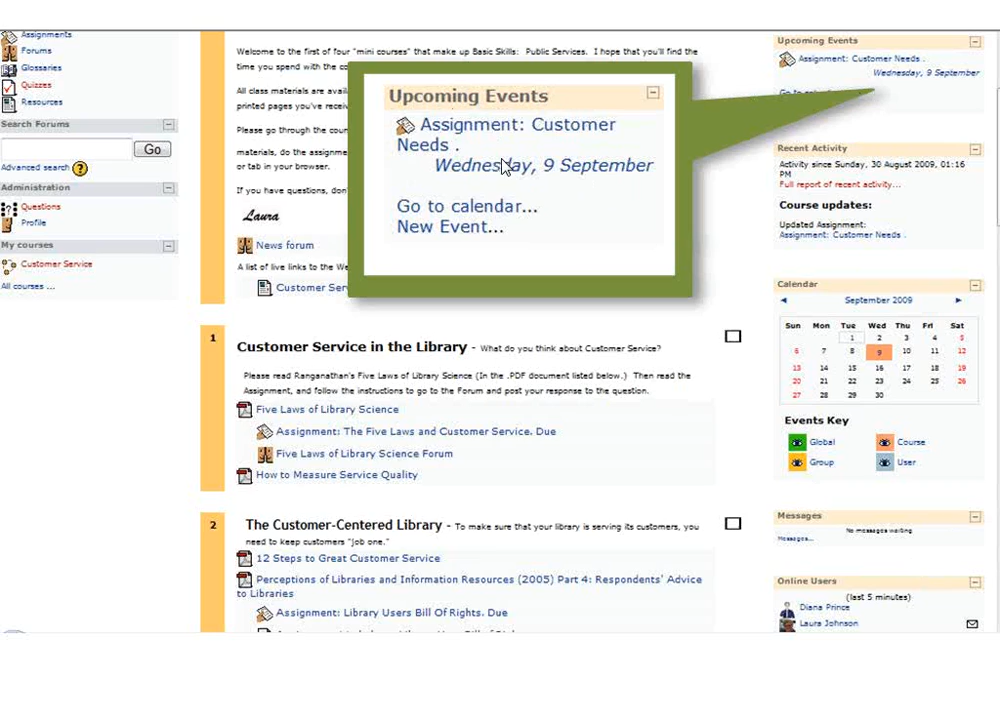 Assignments
Forums
Glossaries
Quizzes
Resources
Search Forums
Go
Advanced search ?
Administration
Questions
Profile
My courses
Customer Service
All courses ...
Welcome to the first of four "mini courses" that make up Basic Skills: Public Services. I hope that you'll find the
time you spend with the co
All class materials are availa
printed pages you've receiv
Please go through the cour
materials, do the assignme
or tab in your browser.
If you have questions, don'
Laura
News forum
A list of live links to the We
Customer Serv
Upcoming Events
Assignment: Customer
Needs .
Wednesday, 9 September
Go to calendar...
New Event...
1
Customer Service in the Library - What do you think about Customer Service?
Please read Ranganathan's Five Laws of Library Science (In the .PDF document listed below.) Then read the
Assignment, and follow the instructions to go to the Forum and post your response to the question.
Five Laws of Library Science
Assignment: The Five Laws and Customer Service. Due
Five Laws of Library Science Forum
How to Measure Service Quality
2
The Customer-Centered Library - To make sure that your library is serving its customers, you
need to keep customers "job one."
12 Steps to Great Customer Service
Perceptions of Libraries and Information Resources (2005) Part 4: Respondents' Advice
to Libraries
Assignment: Library Users Bill Of Rights. Due
Upcoming Events
Assignment: Customer Needs .
Wednesday, 9 September
Recent Activity
Activity since Sunday, 30 August 2009, 01:16
PM
Full report of recent activity...
Course updates:
Updated Assignment:
Assignment: Customer Needs .
Calendar
◄ September 2009 ►
Sun Mon Tue Wed Thu Fri Sat
1 2 3 4 5
6 7 8 9 10 11 12
13 14 15 16 17 18 19
20 21 22 23 24 25 26
27 28 29 30
Events Key
Global Course
Group User
Messages
No messages waiting
Messages...
Online Users
(last 5 minutes)
Diana Prince
Laura Johnson